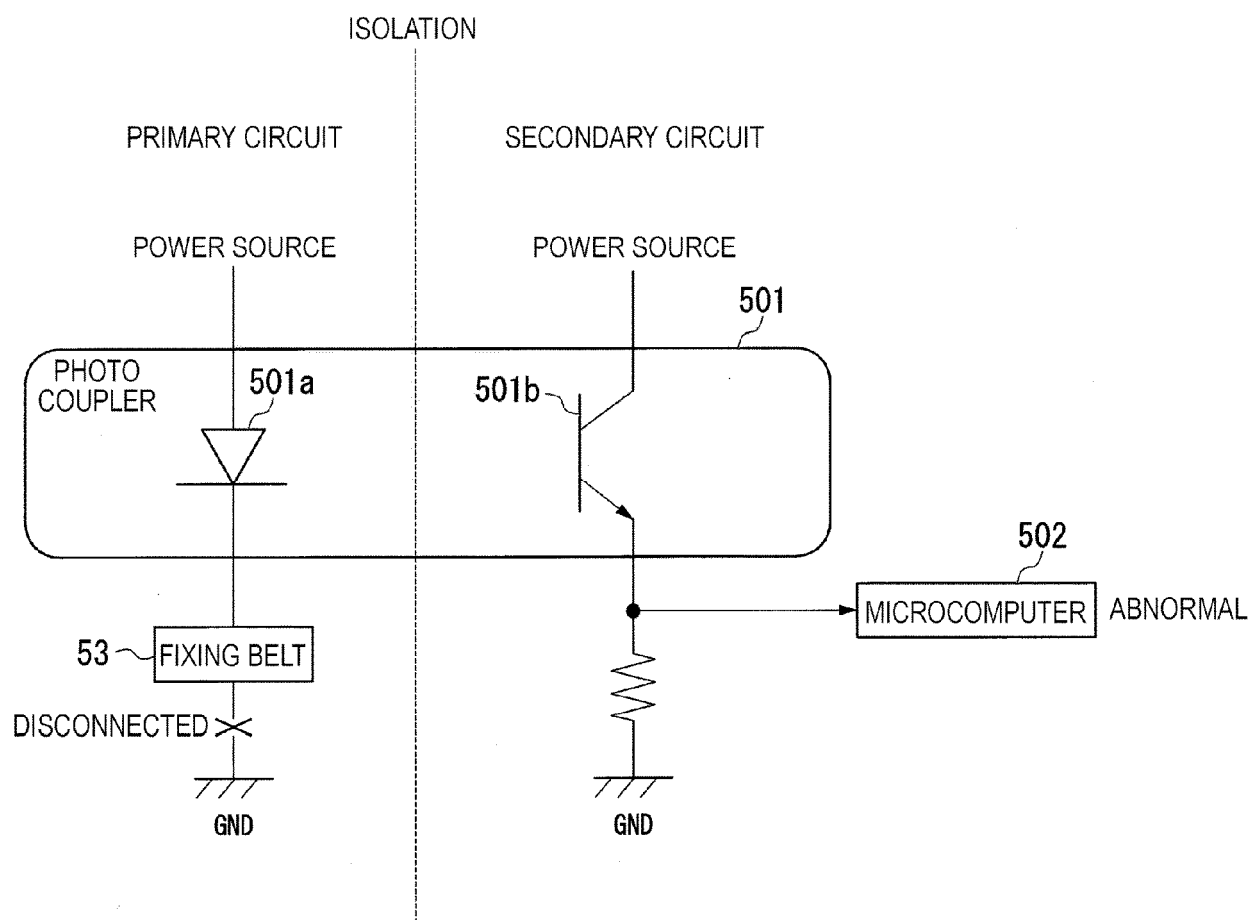 ISOLATION
PRIMARY CIRCUIT
SECONDARY CIRCUIT
POWER SOURCE
POWER SOURCE
501
PHOTO
COUPLER
501a
501b
502
MICROCOMPUTER
ABNORMAL
53
FIXING BELT
DISCONNECTED
GND
GND